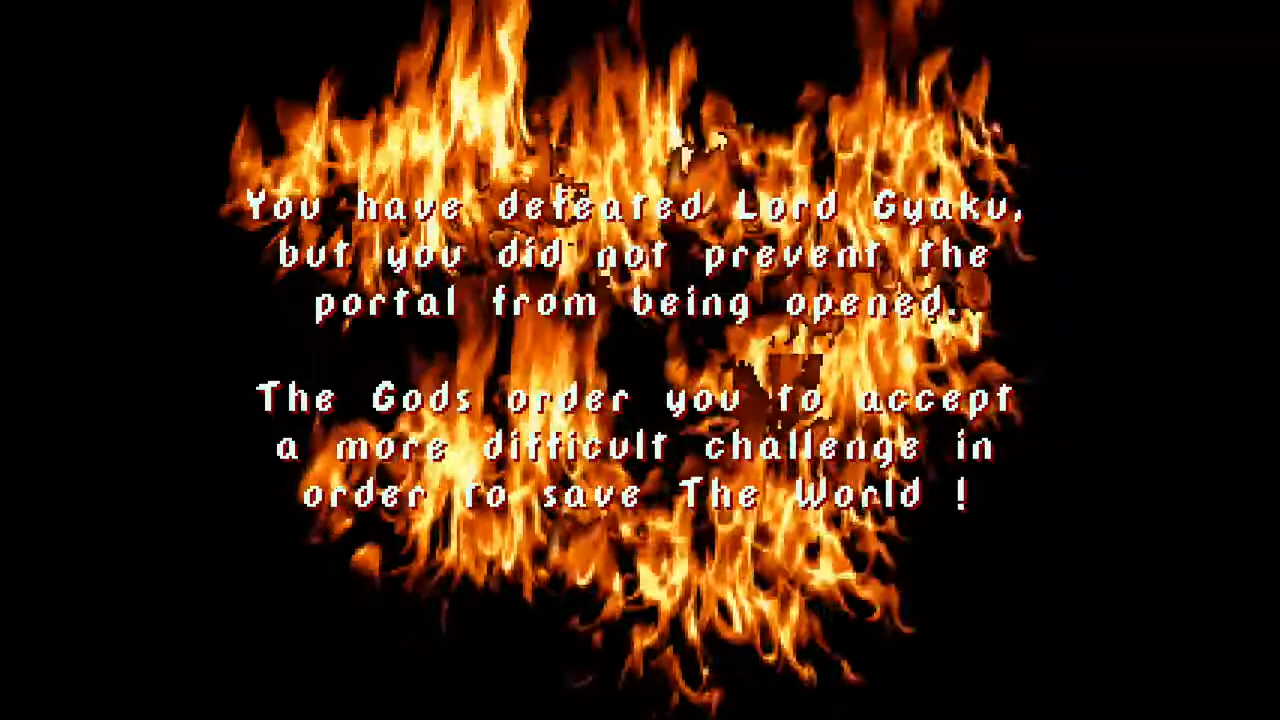 You have defeated Lord Gyaku,
but you did not prevent the
portal from being opened.
The Gods order you to accept
a more difficult challenge in
order to save The World !